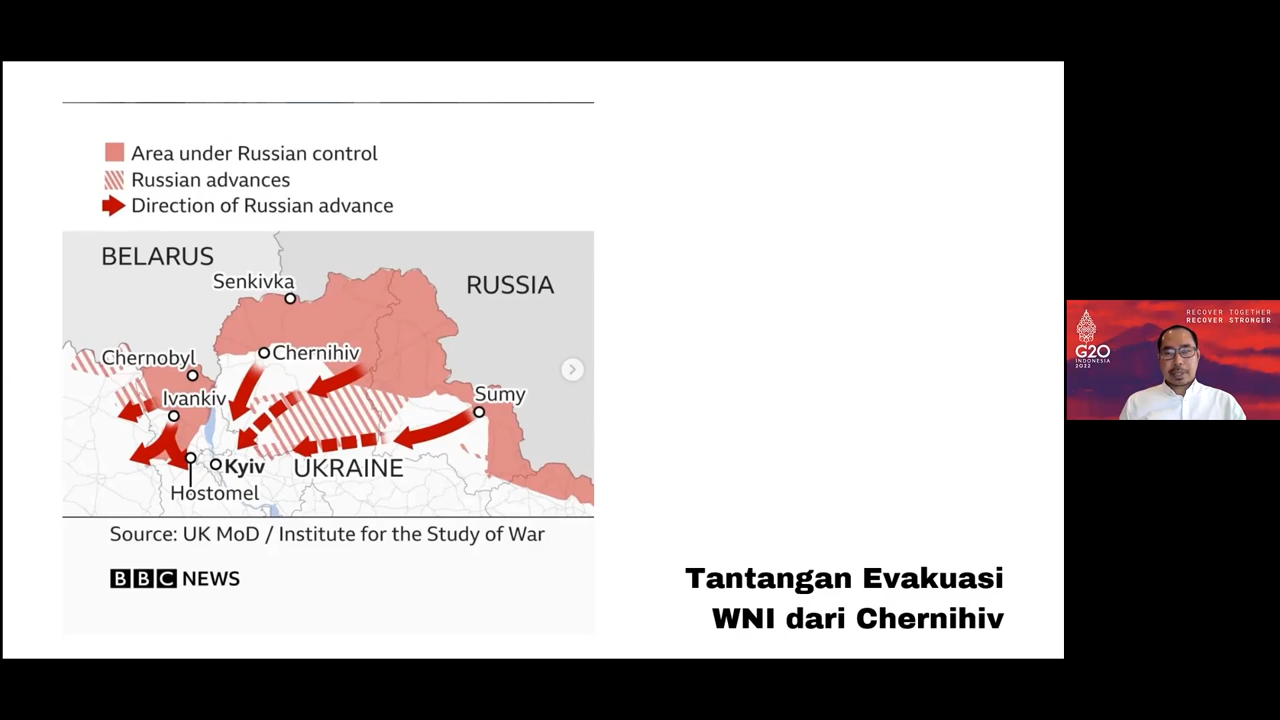 Area under Russian control
Russian advances
Direction of Russian advance
BELARUS
RUSSIA
Senkivka
Chernobyl
Chernihiv
Ivankiv
Sumy
Kyiv
UKRAINE
Hostomel
Source: UK MoD / Institute for the Study of War
BBC NEWS
Tantangan Evakuasi
WNI dari Chernihiv
RECOVER TOGETHER
RECOVER STRONGER
G20
INDONESIA
2022